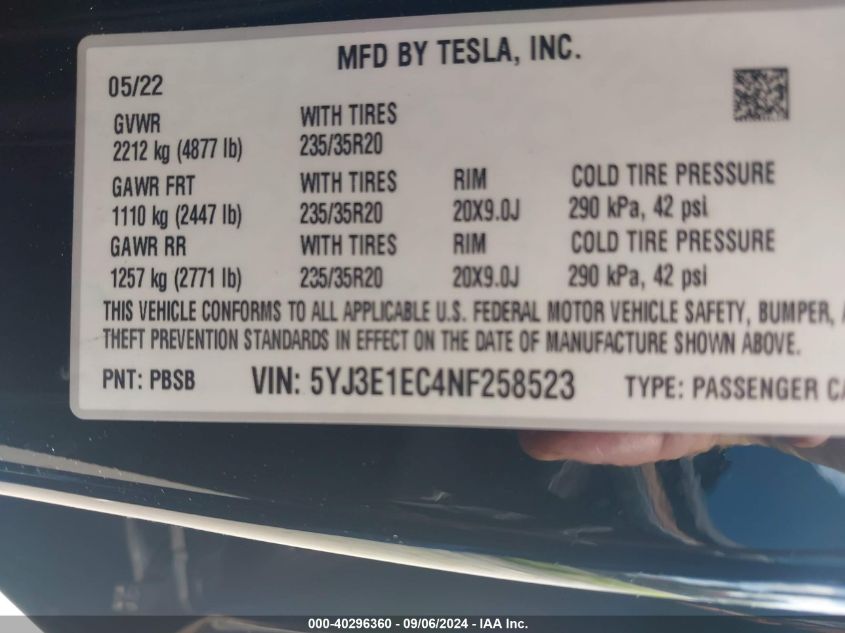 MFD BY TESLA, INC.
05/22
GVWR WITH TIRES
2212 kg (4877 lb) 235/35R20
GAWR FRT WITH TIRES RIM COLD TIRE PRESSURE
1110 kg (2447 lb) 235/35R20 20X9.0J 290 kPa, 42 psi
GAWR RR WITH TIRES RIM COLD TIRE PRESSURE
1257 kg (2771 lb) 235/35R20 20X9.0J 290 kPa, 42 psi
THIS VEHICLE CONFORMS TO ALL APPLICABLE U.S. FEDERAL MOTOR VEHICLE SAFETY, BUMPER,
THEFT PREVENTION STANDARDS IN EFFECT ON THE DATE OF MANUFACTURE SHOWN ABOVE.
PNT: PBSB VIN: 5YJ3E1EC4NF258523 TYPE: PASSENGER
000-40296360 - 09/06/2024 - IAA Inc.